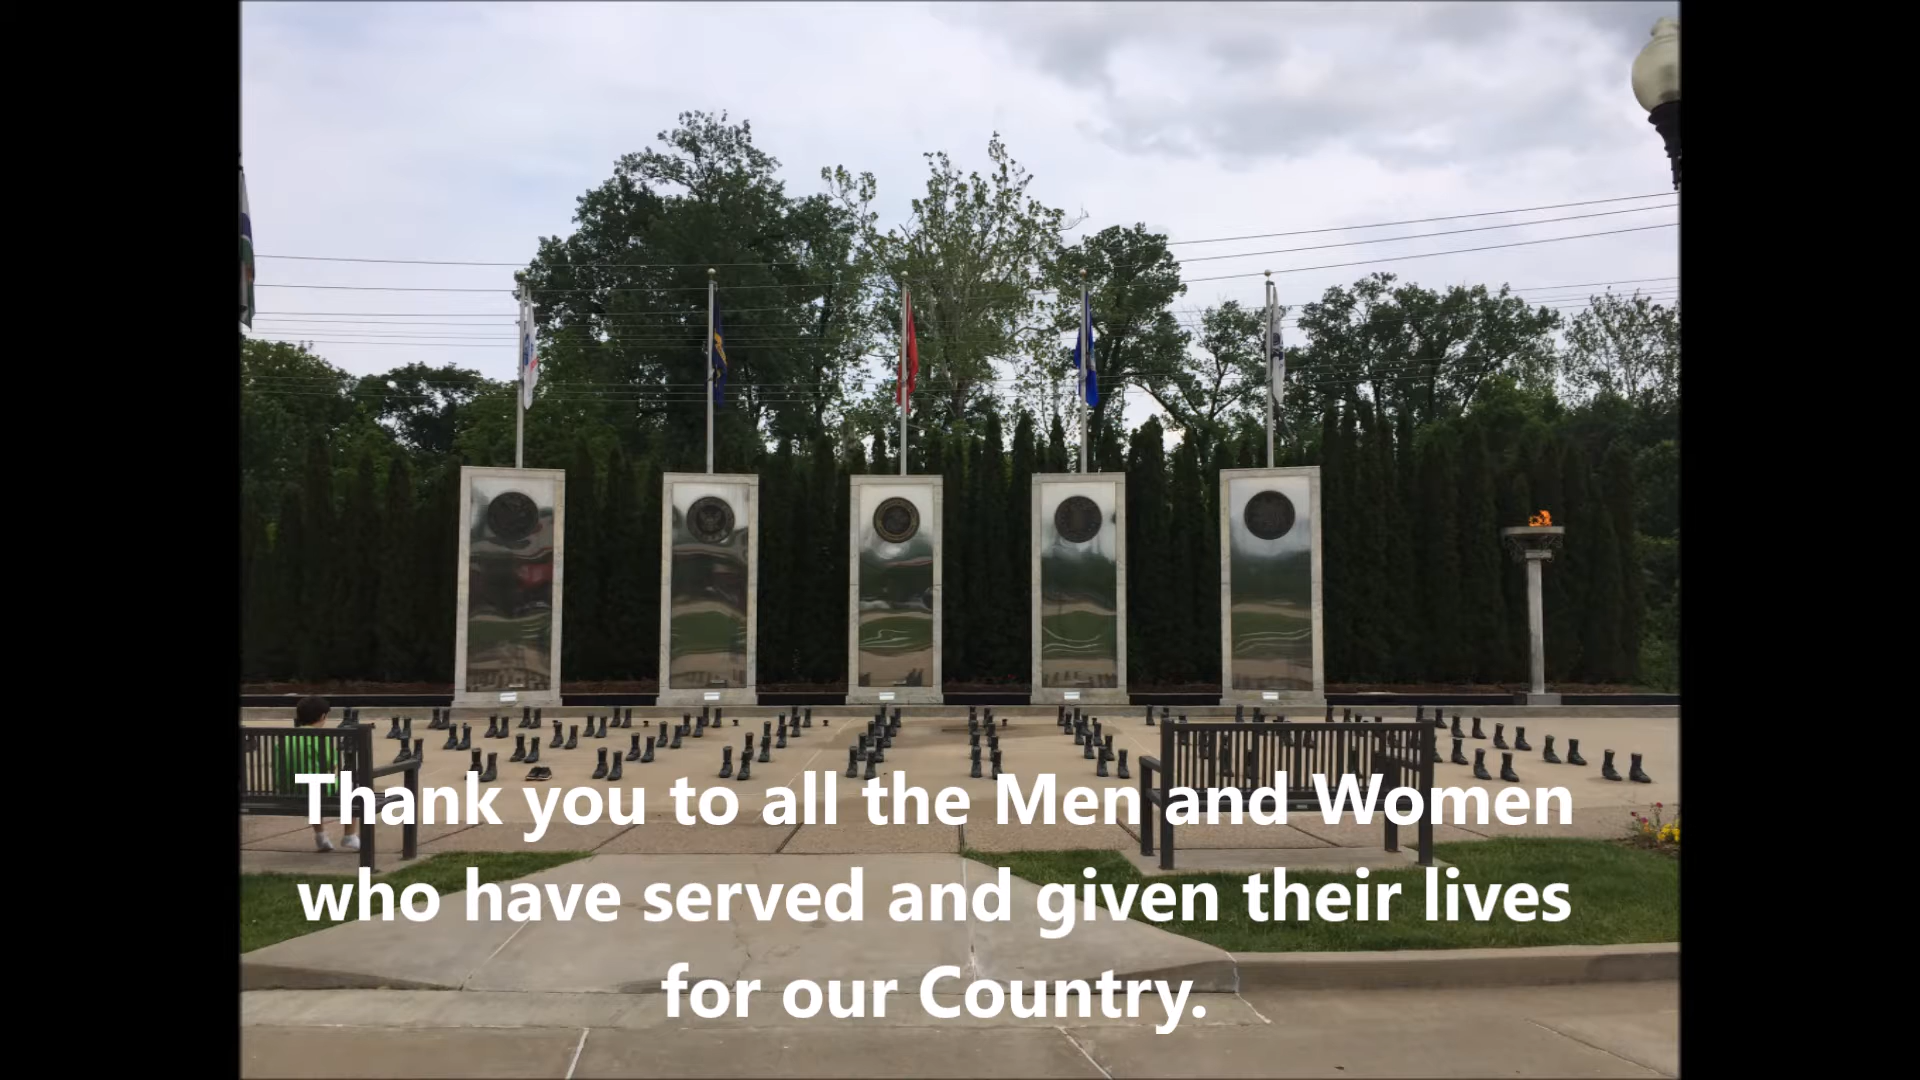 Thank you to all the Men and Women
who have served and given their lives
for our Country.